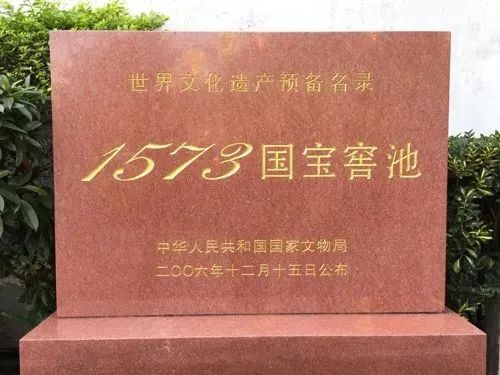 世界文化遗产预备名录
1573国宝窖池
中华人民共和国国家文物局
二〇〇六年十二月十五日公布